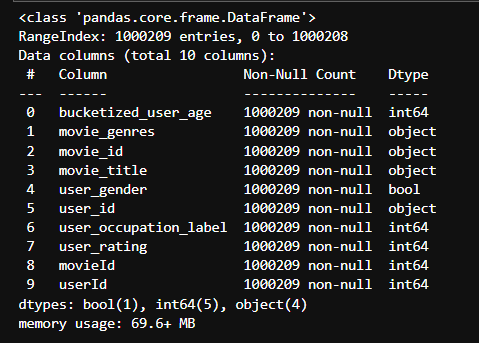 <class 'pandas.core.frame.DataFrame'>
RangeIndex: 1000209 entries, 0 to 1000208
Data columns (total 10 columns):
 #   Column                 Non-Null Count    Dtype
---  ------                 --------------    -----
 0   bucketized_user_age    1000209 non-null  int64
 1   movie_genres           1000209 non-null  object
 2   movie_id               1000209 non-null  object
 3   movie_title            1000209 non-null  object
 4   user_gender            1000209 non-null  bool
 5   user_id                1000209 non-null  object
 6   user_occupation_label  1000209 non-null  int64
 7   user_rating            1000209 non-null  int64
 8   movieId                1000209 non-null  int64
 9   userId                 1000209 non-null  int64
dtypes: bool(1), int64(5), object(4)
memory usage: 69.6+ MB